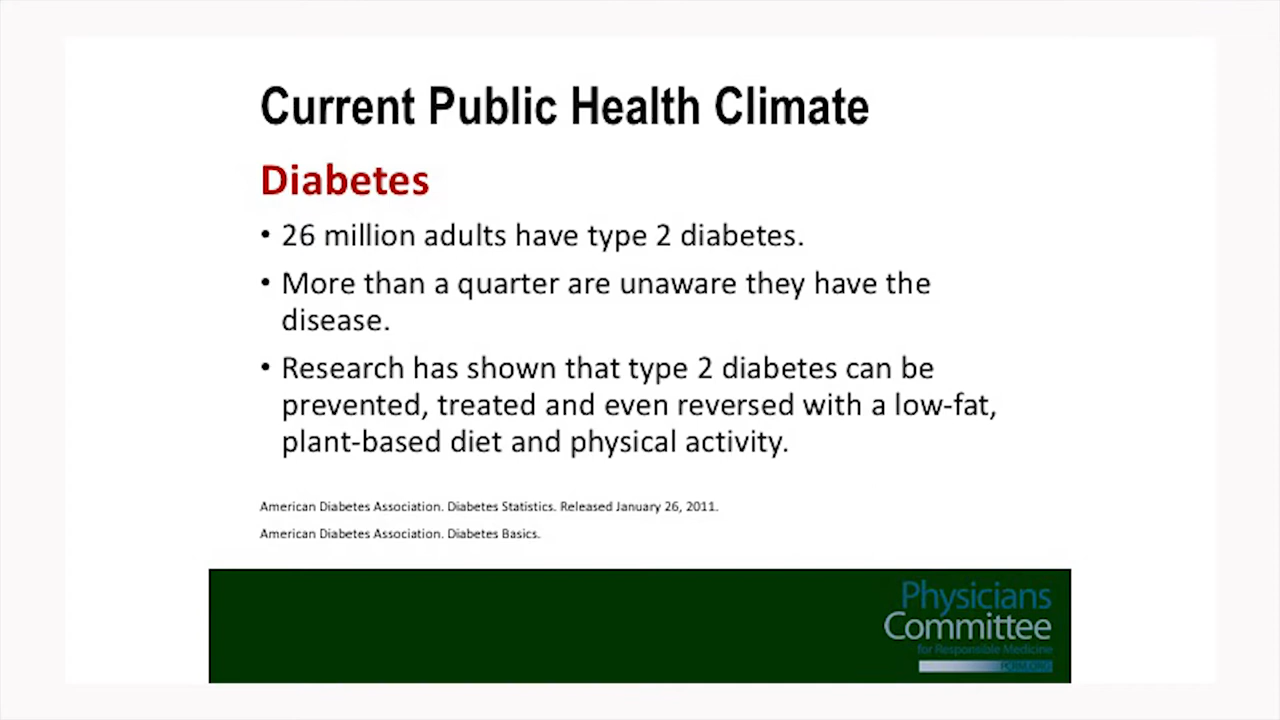 Current Public Health Climate
Diabetes
• 26 million adults have type 2 diabetes.
• More than a quarter are unaware they have the
disease.
• Research has shown that type 2 diabetes can be
prevented, treated and even reversed with a low-fat,
plant-based diet and physical activity.
American Diabetes Association. Diabetes Statistics. Released January 26, 2011.
American Diabetes Association. Diabetes Basics.
Physicians
Committee
for Responsible Medicine
PCRM.ORG